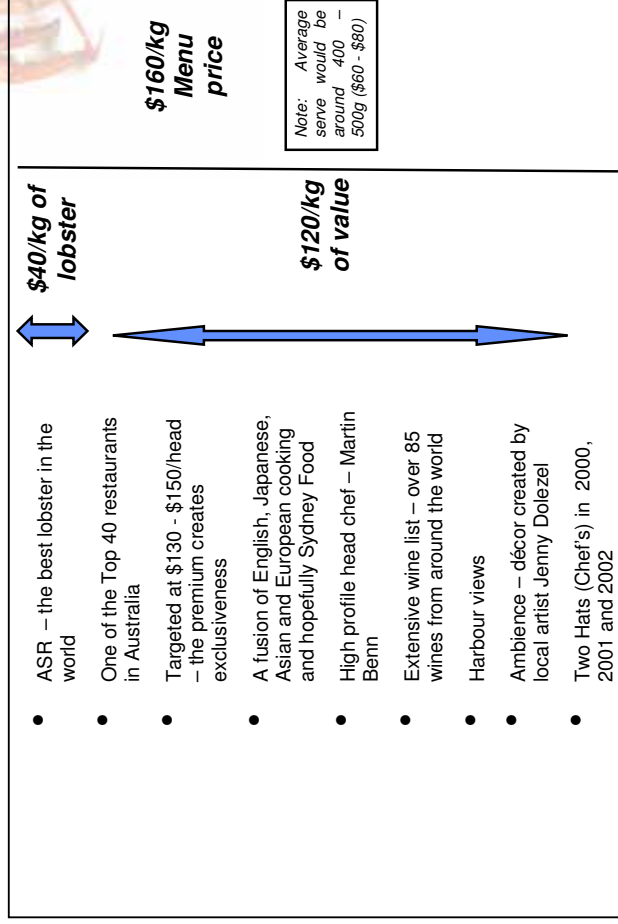 • ASR – the best lobster in the
world
• One of the Top 40 restaurants
in Australia
• Targeted at $130 - $150/head
– the premium creates
exclusiveness
• A fusion of English, Japanese,
Asian and European cooking
and hopefully Sydney Food
• High profile head chef – Martin
Benn
• Extensive wine list – over 85
wines from around the world
• Harbour views
• Ambience – décor created by
local artist Jenny Dolezel
• Two Hats (Chef's) in 2000,
2001 and 2002
$40/kg of
lobster
$120/kg
of value
$160/kg
Menu
price
Note: Average
serve would be
around 400 –
500g ($60 - $80)